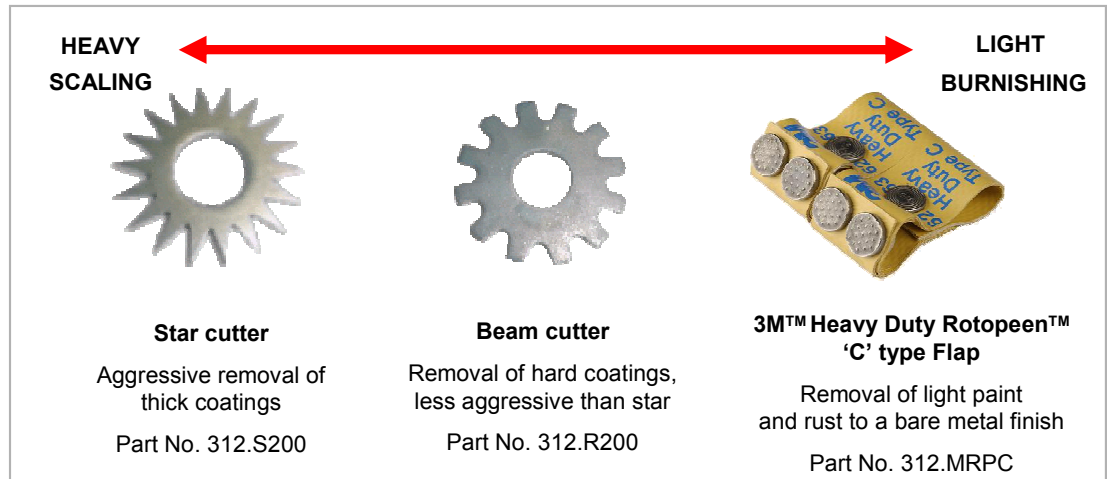 HEAVY
SCALING
LIGHT
BURNISHING
Heavy
Duty
Type C
Heavy
Duty
Type C
Star cutter
Aggressive removal of
thick coatings
Part No. 312.S200
Beam cutter
Removal of hard coatings,
less aggressive than star
Part No. 312.R200
3M™ Heavy Duty Rotopeen™
‘C’ type Flap
Removal of light paint
and rust to a bare metal finish
Part No. 312.MRPC